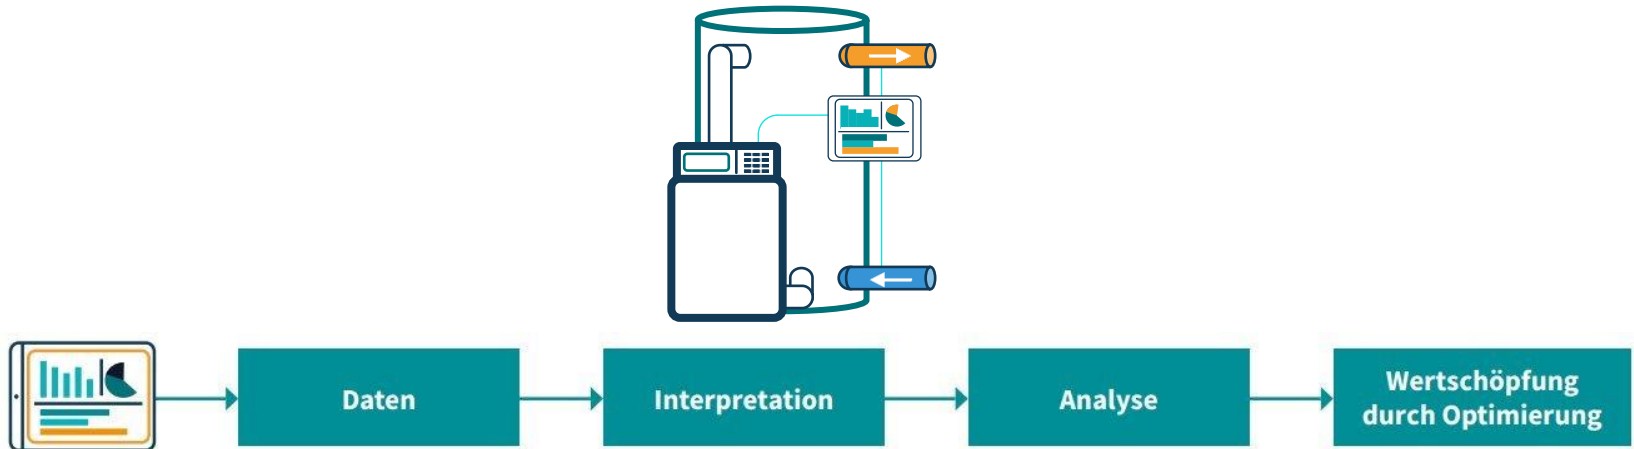 Daten
Interpretation
Analyse
Wertschöpfung
durch Optimierung